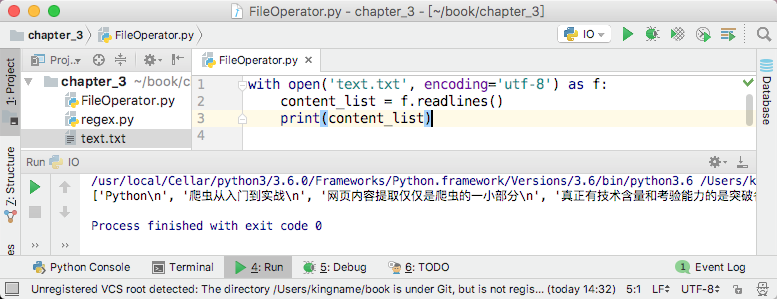 FileOperator.py - chapter_3 - [~/book/chapter_3]
chapter_3 FileOperator.py IO
1: Project
Proj..
FileOperator.py
chapter_3 ~/book/c
FileOperator.py
regex.py
text.txt
1 with open('text.txt', encoding='utf-8') as f:
2 content_list = f.readlines()
3 print(content_list)
4
Database
Z: Structure
Run IO
/usr/local/Cellar/python3/3.6.0/Frameworks/Python.framework/Versions/3.6/bin/python3.6 /Users/k
['Python\n', '爬虫从入门到实战\n', '网页内容提取仅仅是爬虫的一小部分\n', '真正有技术含量和考验能力的是突破
Process finished with exit code 0
Python Console Terminal 4: Run 5: Debug 6: TODO 1 Event Log
Unregistered VCS root detected: The directory /Users/kingname/book is under Git, but is not regis... (today 14:32) 5:1 LF÷ UTF-8÷